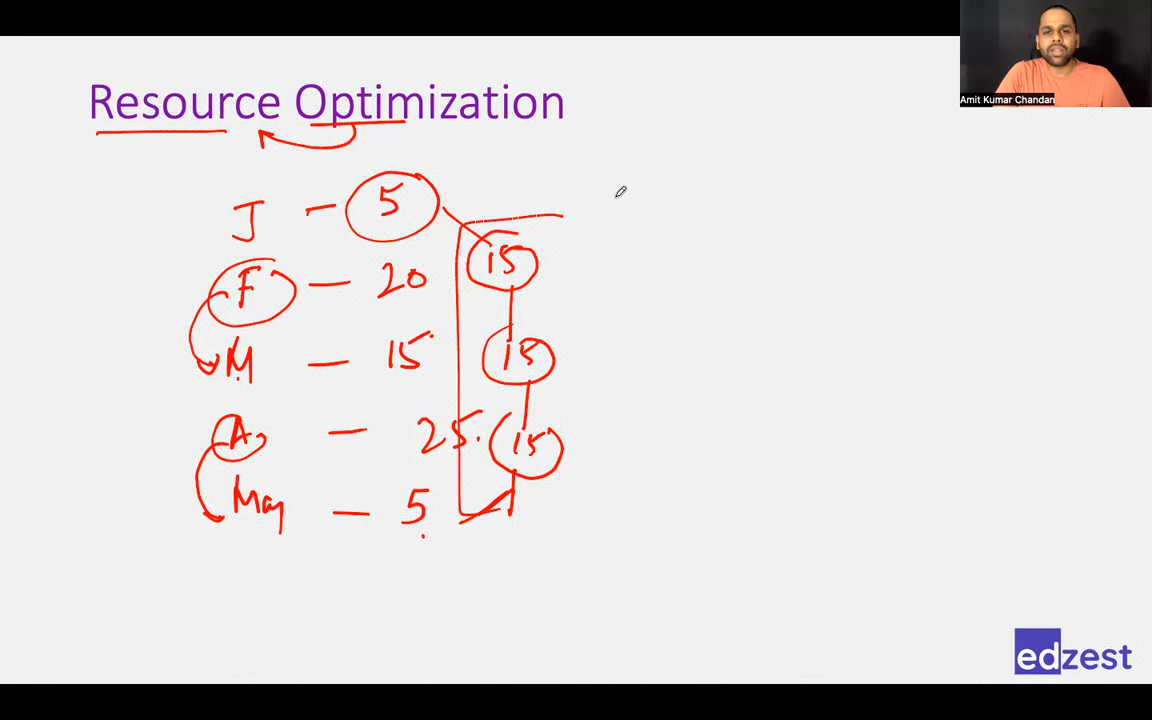 Amit Kumar Chandan
Resource Optimization
J - 5
15
F - 20
M - 15
15
A - 25
15
May - 5
edzest